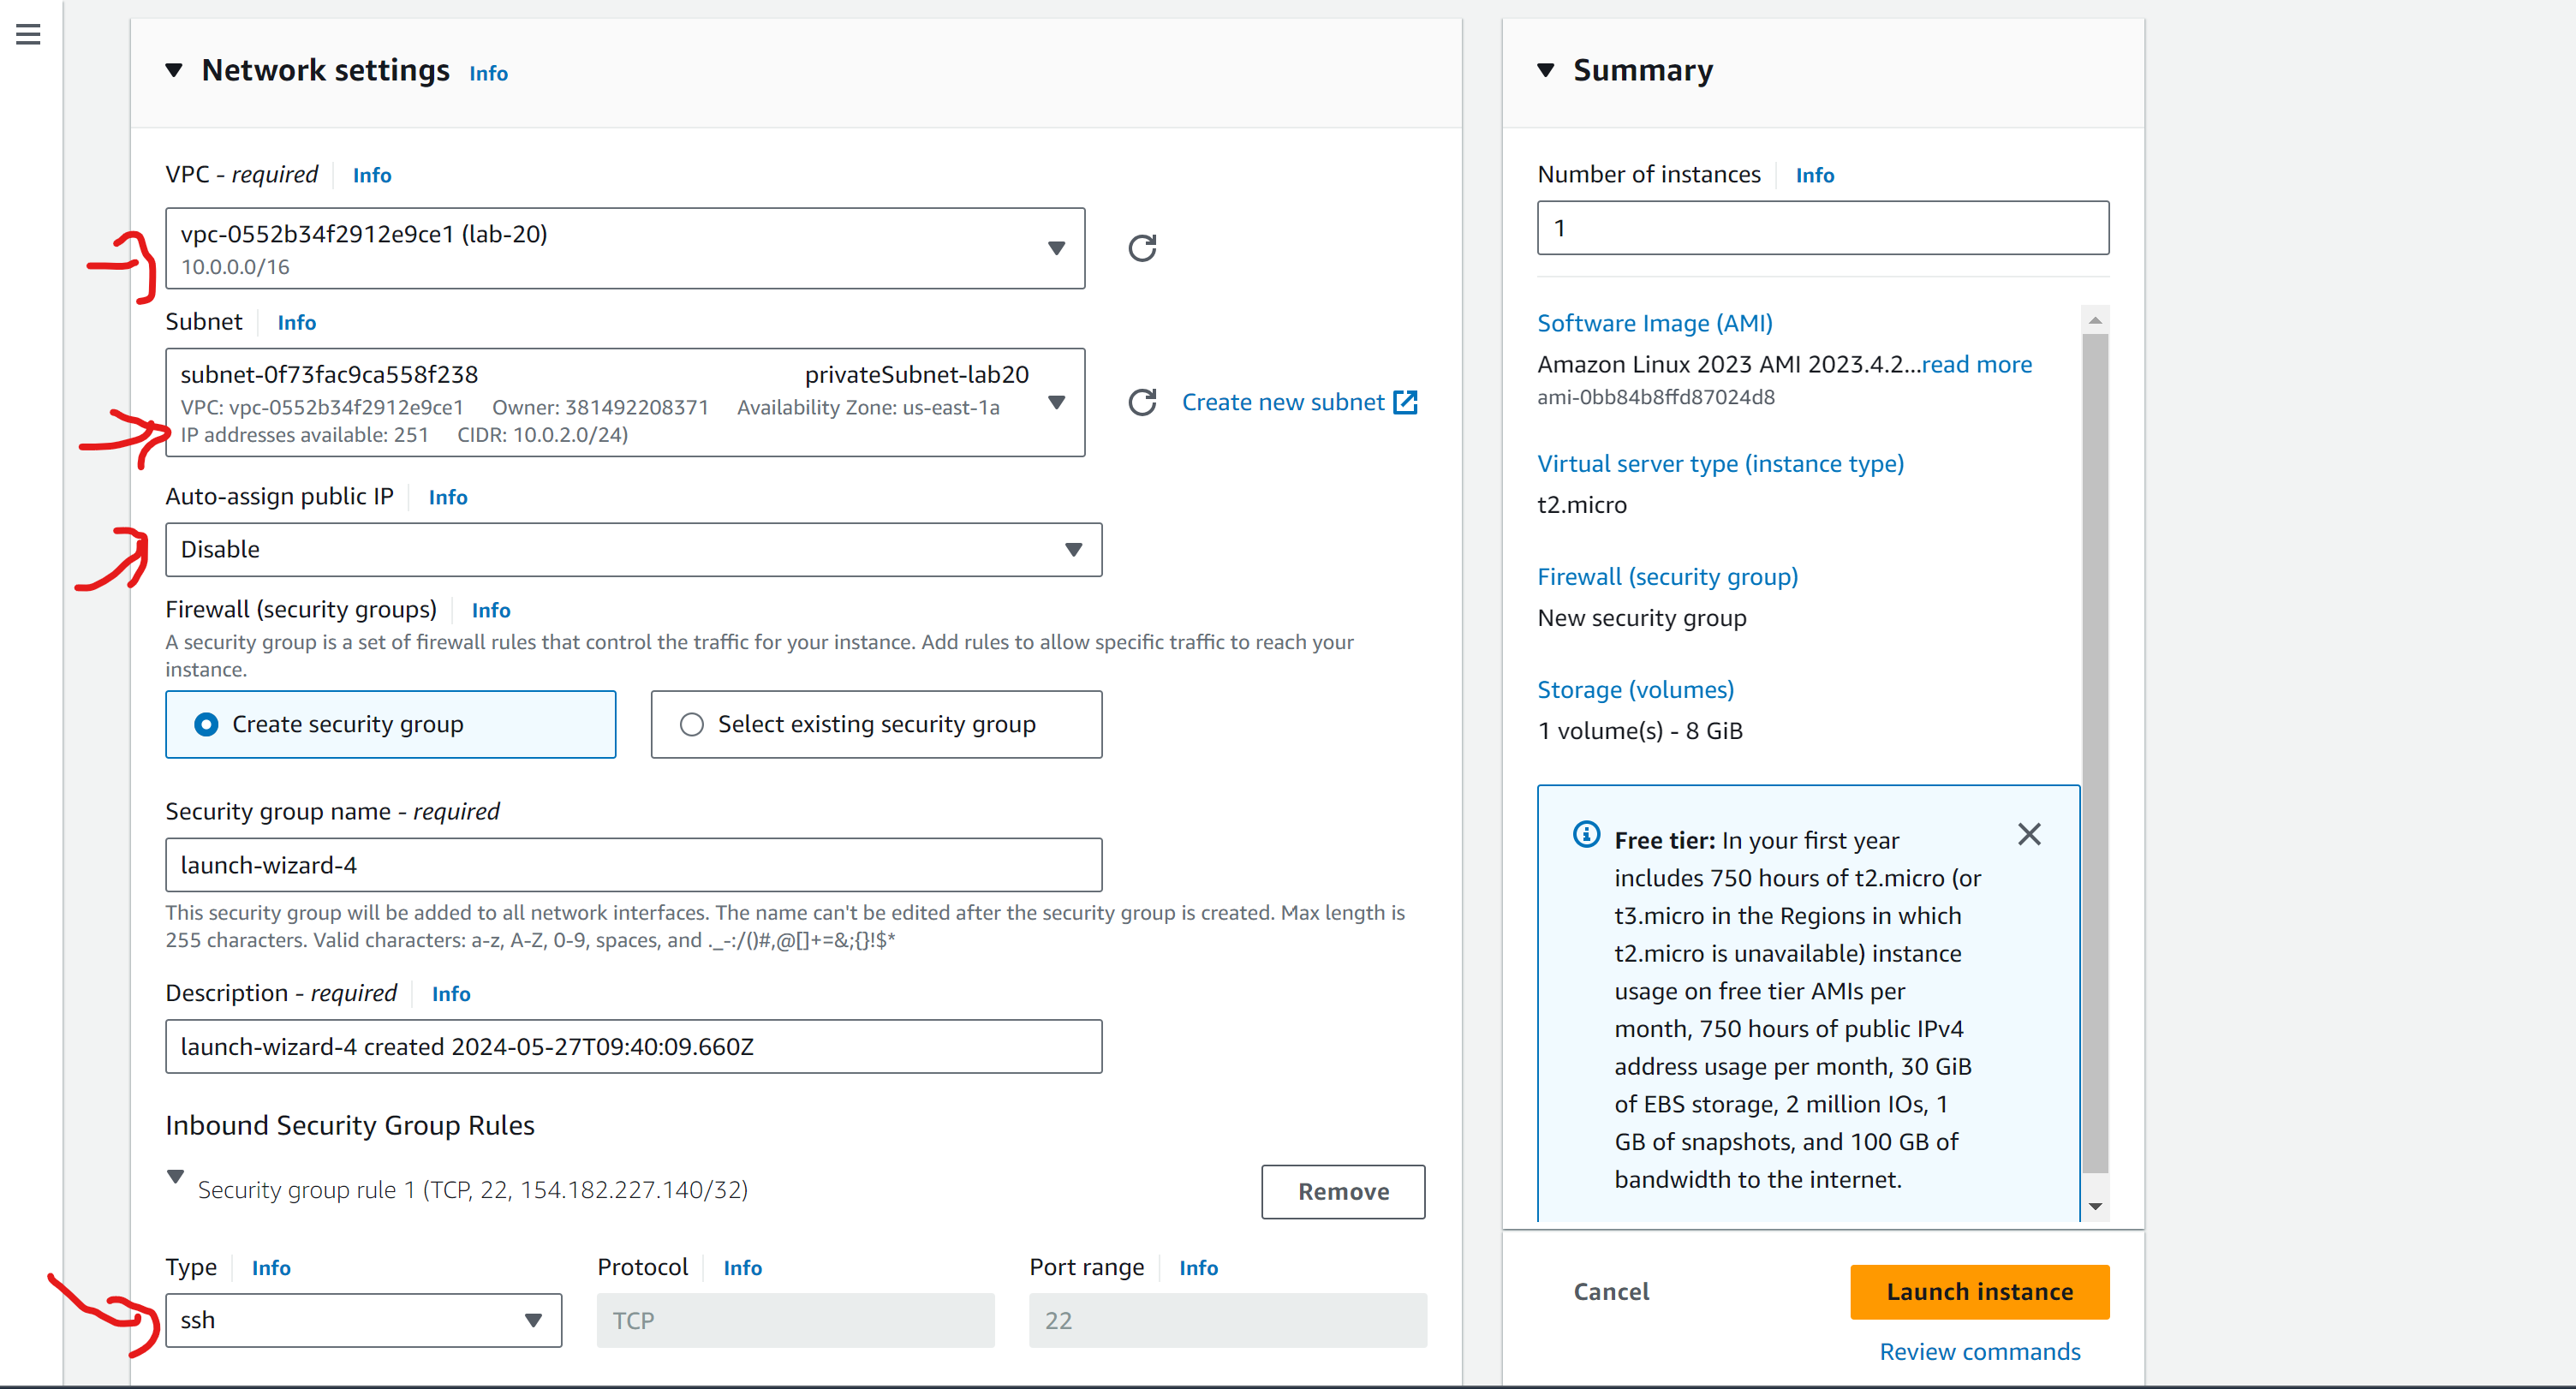 Network settings Info
VPC - required Info
vpc-0552b34f2912e9ce1 (lab-20)
10.0.0.0/16
Subnet Info
subnet-0f73fac9ca558f238 privateSubnet-lab20
VPC: vpc-0552b34f2912e9ce1 Owner: 381492208371 Availability Zone: us-east-1a
IP addresses available: 251 CIDR: 10.0.2.0/24)
Create new subnet
Auto-assign public IP Info
Disable
Firewall (security groups) Info
A security group is a set of firewall rules that control the traffic for your instance. Add rules to allow specific traffic to reach your
instance.
Create security group
Select existing security group
Security group name - required
launch-wizard-4
This security group will be added to all network interfaces. The name can't be edited after the security group is created. Max length is
255 characters. Valid characters: a-z, A-Z, 0-9, spaces, and ._-:/()#,@[]+=&;{}!$*
Description - required Info
launch-wizard-4 created 2024-05-27T09:40:09.660Z
Inbound Security Group Rules
Security group rule 1 (TCP, 22, 154.182.227.140/32)
Remove
Type Info
Protocol Info
Port range Info
ssh
TCP
22
Summary
Number of instances Info
1
Software Image (AMI)
Amazon Linux 2023 AMI 2023.4.2...read more
ami-0bb84b8ffd87024d8
Virtual server type (instance type)
t2.micro
Firewall (security group)
New security group
Storage (volumes)
1 volume(s) - 8 GiB
Free tier: In your first year
includes 750 hours of t2.micro (or
t3.micro in the Regions in which
t2.micro is unavailable) instance
usage on free tier AMIs per
month, 750 hours of public IPv4
address usage per month, 30 GiB
of EBS storage, 2 million IOs, 1
GB of snapshots, and 100 GB of
bandwidth to the internet.
Cancel
Launch instance
Review commands